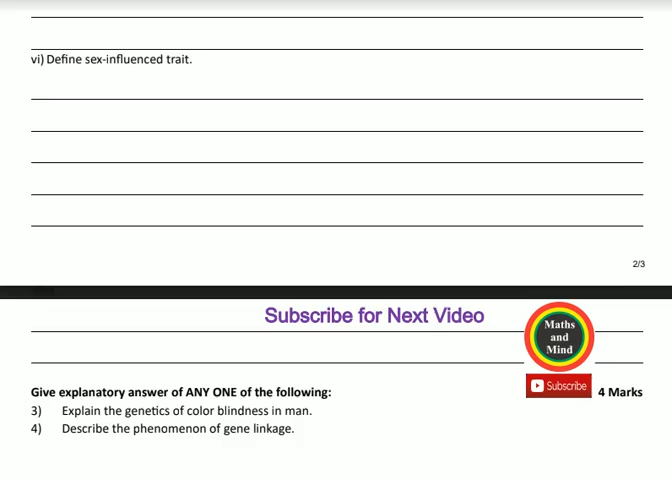 vi) Define sex-influenced trait.
2/3
Subscribe for Next Video
Maths
and
Mind
Subscribe
Give explanatory answer of ANY ONE of the following: 4 Marks
3) Explain the genetics of color blindness in man.
4) Describe the phenomenon of gene linkage.